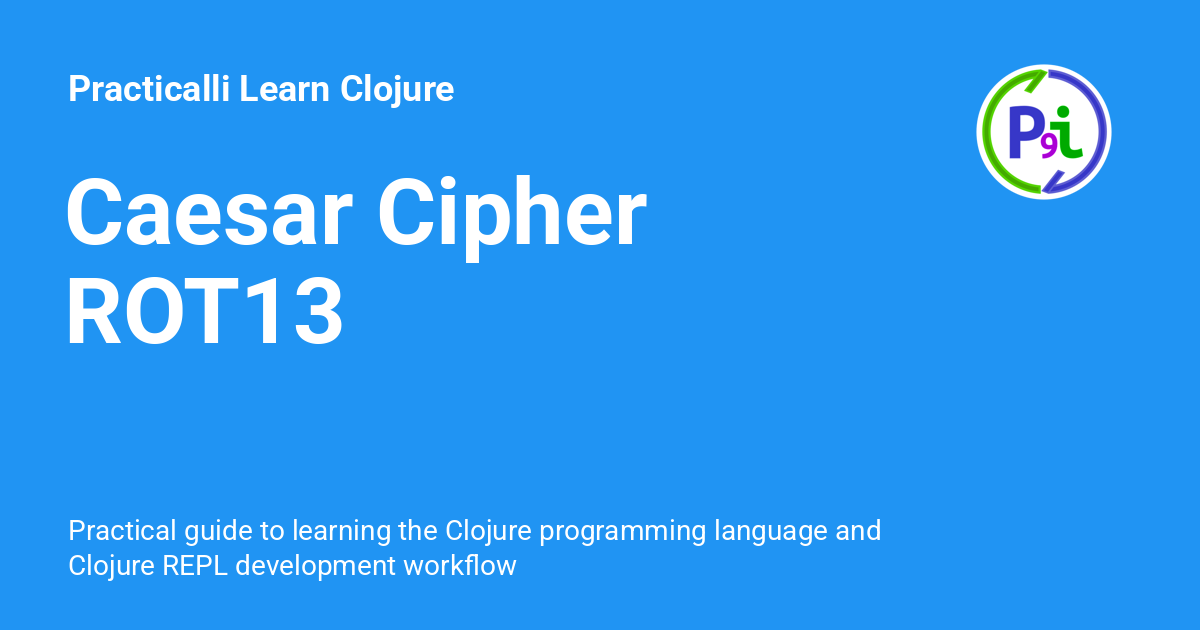 Practicalli Learn Clojure
P9i
Caesar Cipher
ROT13
Practical guide to learning the Clojure programming language and
Clojure REPL development workflow